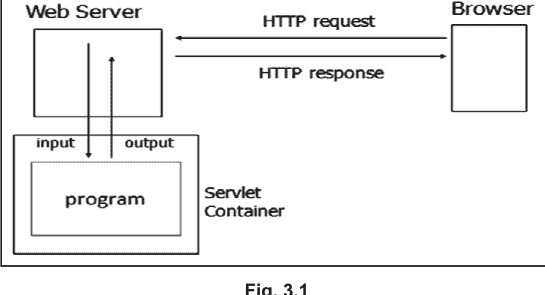 Web Server
Browser
HTTP request
HTTP response
input
output
program
Servlet
Container
Fig. 3.1